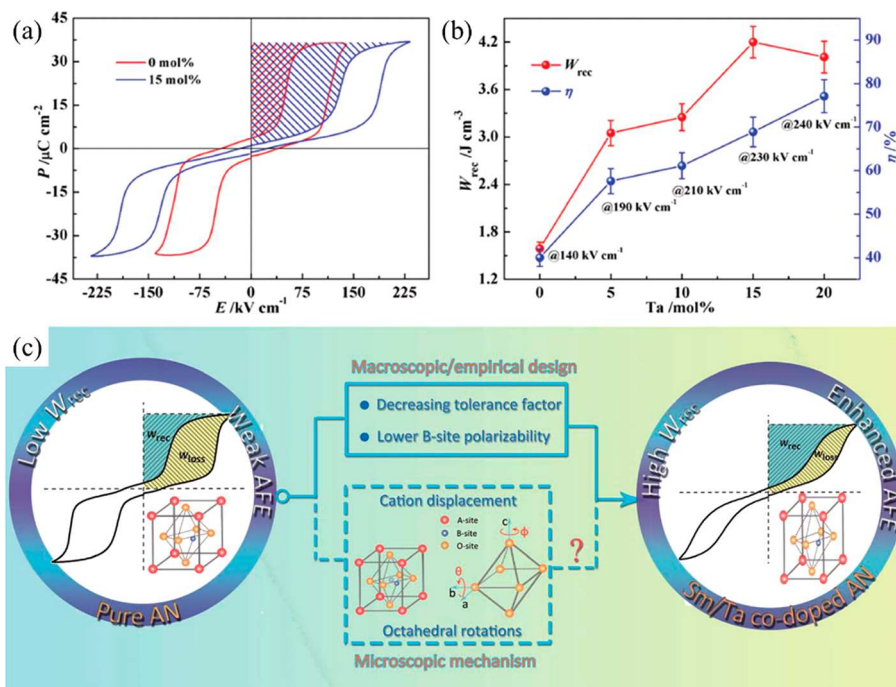 (a)
45
30
15
0
-15
-30
-45
P /μC cm⁻²
0 mol%
15 mol%
-225 -150 -75 0 75 150 225
E /kV cm⁻¹
(b)
4.2
3.6
3.0
2.4
1.8
1.2
W_rec /J cm⁻³
W_rec
η
@140 kV cm⁻¹
@190 kV cm⁻¹
@210 kV cm⁻¹
@230 kV cm⁻¹
@240 kV cm⁻¹
90
80
70
60
50
40
η/%
0 5 10 15 20
Ta /mol%
(c)
Low W_rec
Weak AFE
W_rec
W_loss
Pure AN
Macroscopic/empirical design
● Decreasing tolerance factor
● Lower B-site polarizability
Cation displacement
A-site
B-site
O-site
c
ϕ
θ
b
a
Octahedral rotations
Microscopic mechanism
?
High W_rec
Enhanced AFE
W_rec
W_loss
Sm/Ta co-doped AN